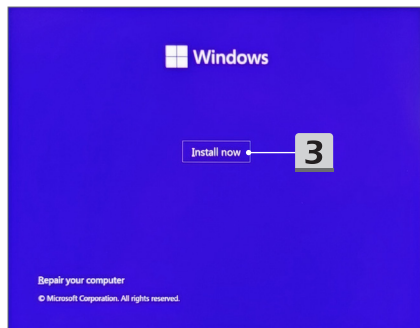 Windows
Install now
3
Repair your computer
© Microsoft Corporation. All rights reserved.